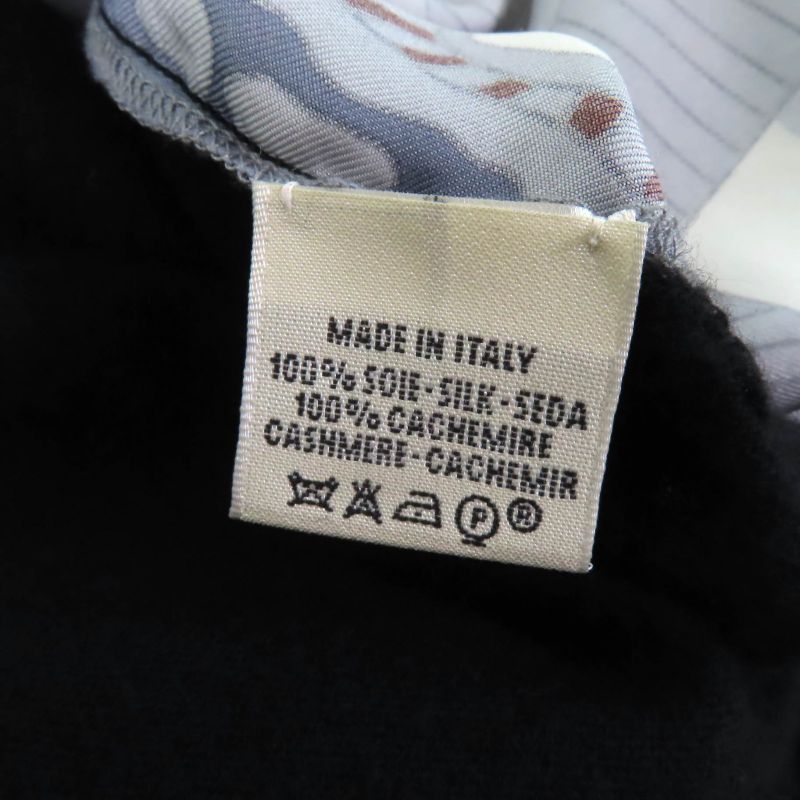 MADE IN ITALY
100% SOIE-SILK-SEDA
100% CACHEMIRE
CASHMERE-CACHEMIR
P ®